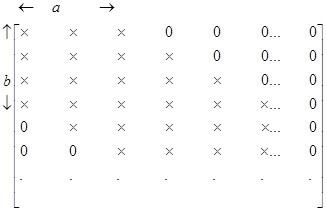 ← a →
↑ × × × 0 0 0... 0
× × × × 0 0... 0
b × × × × × 0... 0
↓ × × × × × ×... 0
0 × × × × ×... 0
0 0 × × × ×... 0
. . . . . . .